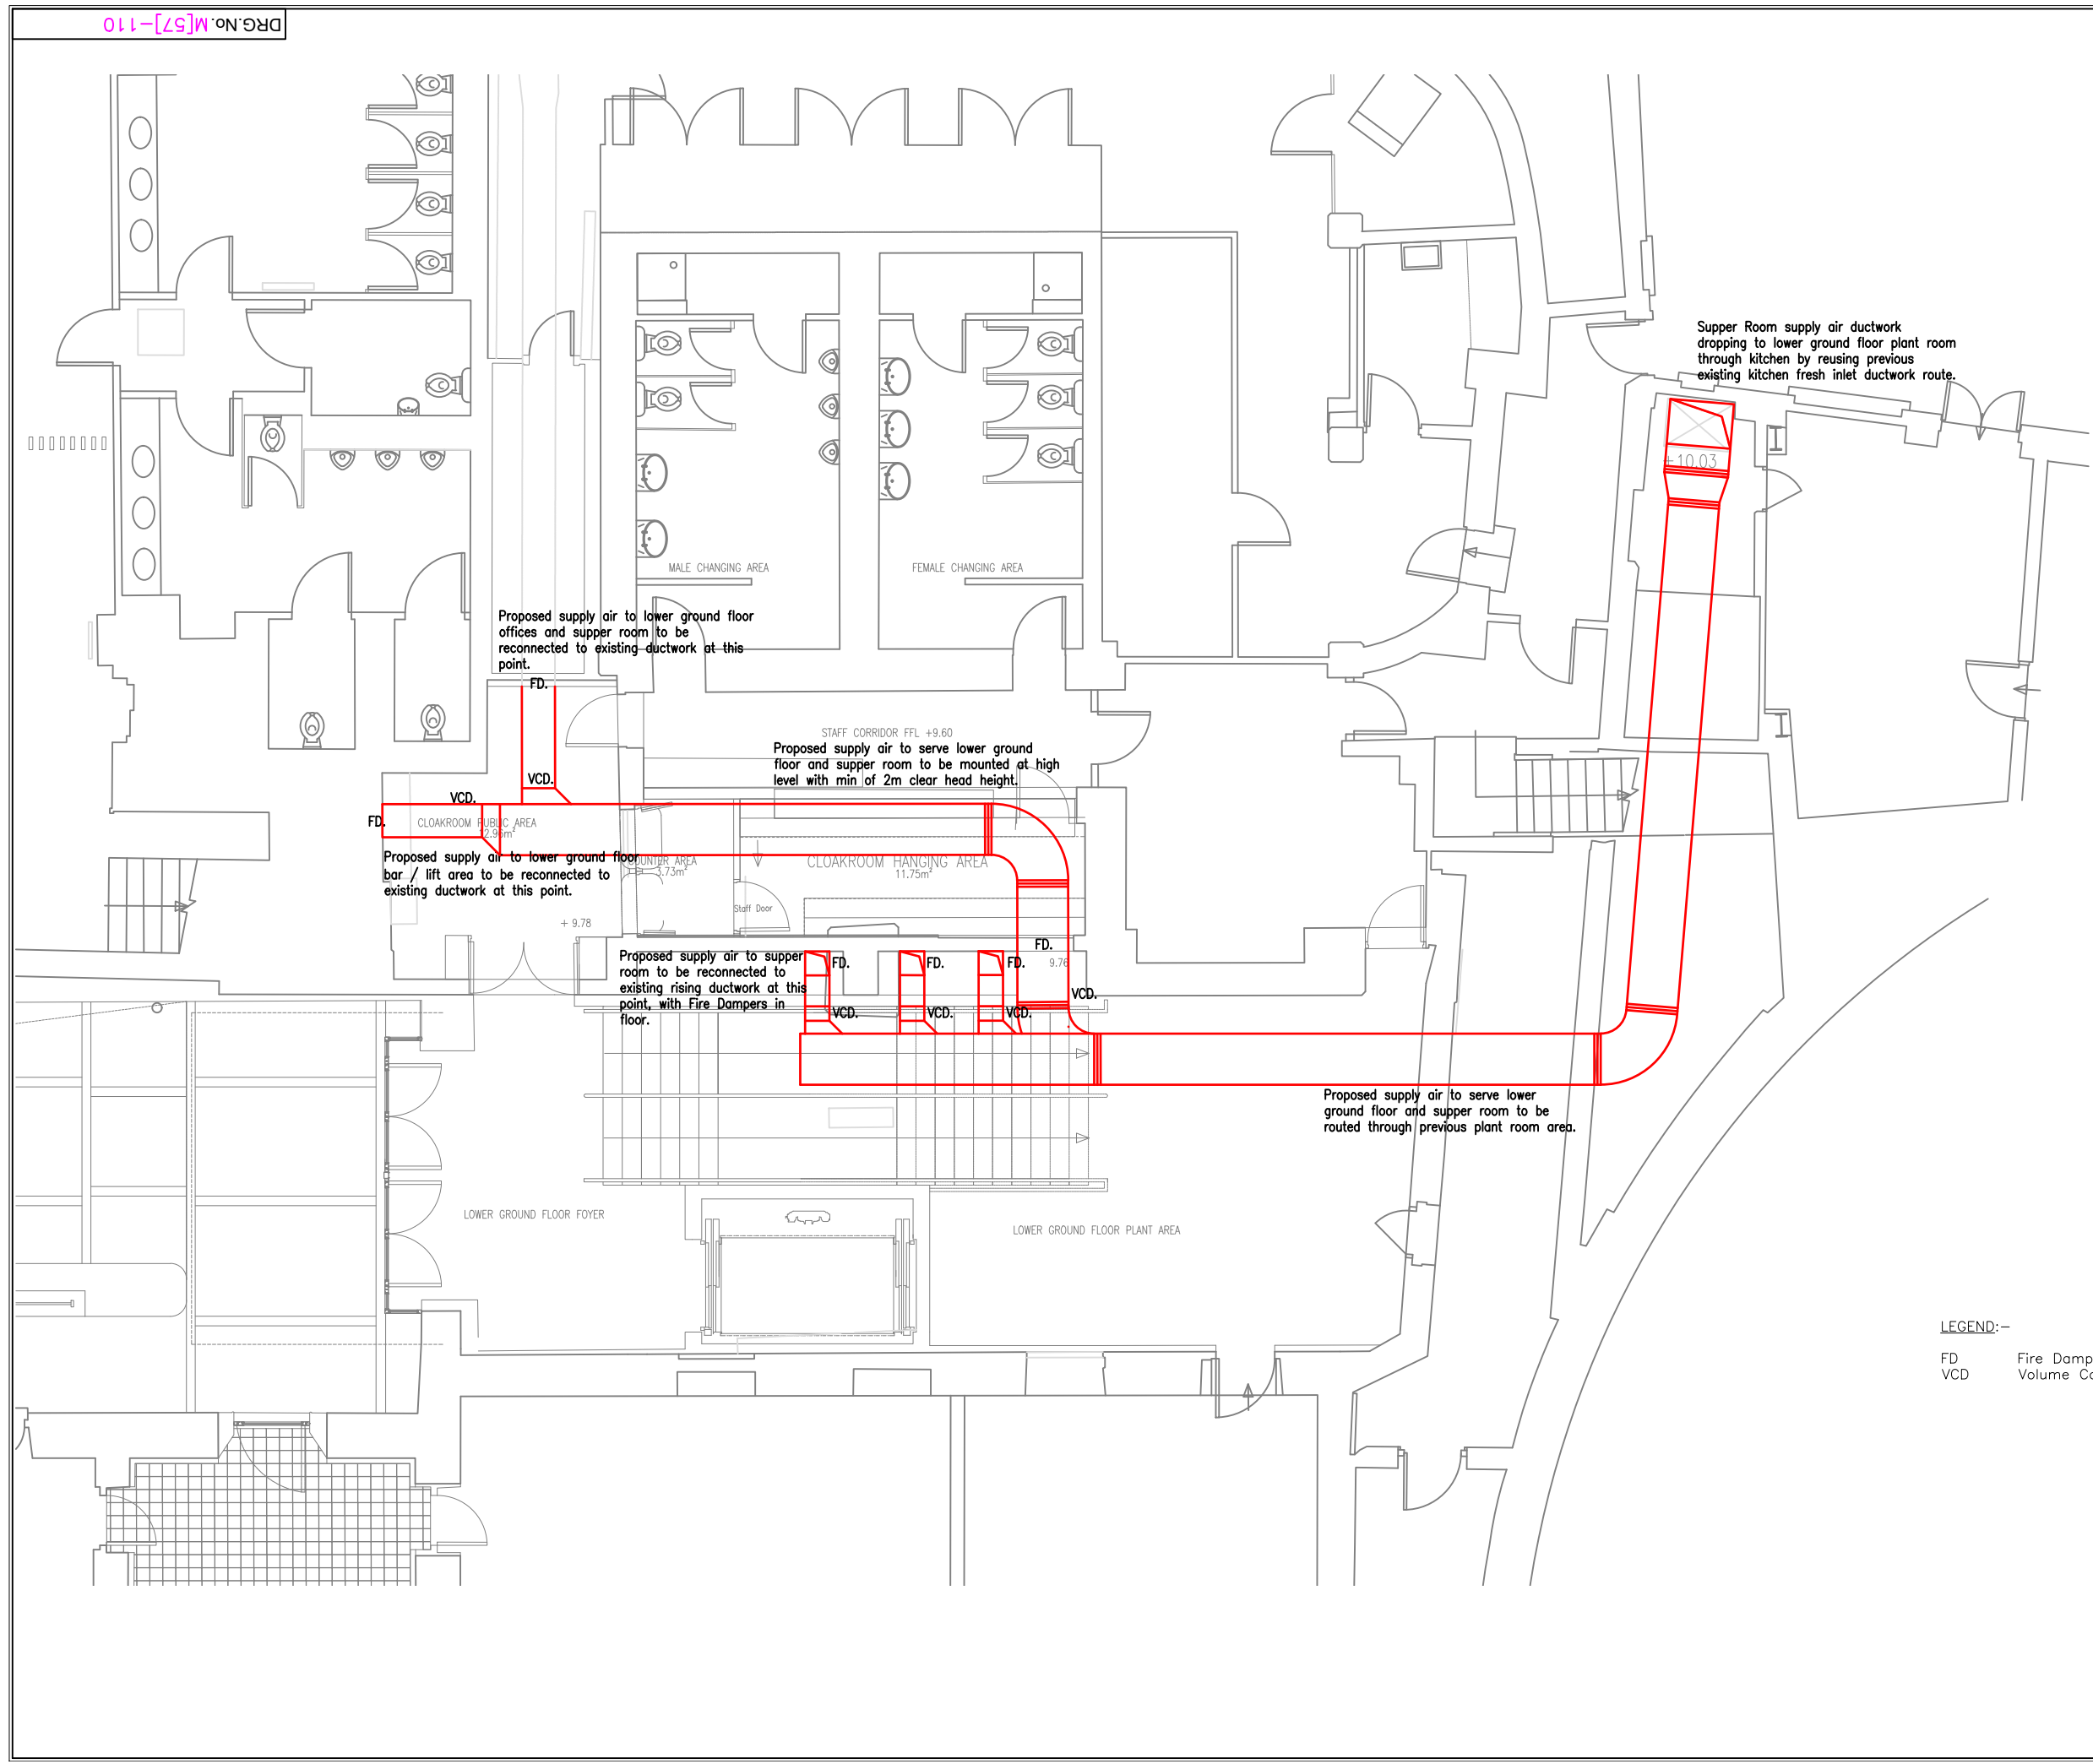 DRG.No. M[57]-110
Supper Room supply air ductwork
dropping to lower ground floor plant room
through kitchen by reusing previous
existing kitchen fresh inlet ductwork route.
+10.03
MALE CHANGING AREA
FEMALE CHANGING AREA
Proposed supply air to lower ground floor
offices and supper room to be
reconnected to existing ductwork at this
point.
FD.
STAFF CORRIDOR FFL +9.60
Proposed supply air to serve lower ground
floor and supper room to be mounted at high
level with min of 2m clear head height.
VCD.
VCD.
FD.
CLOAKROOM PUBLIC AREA
Proposed supply air to lower ground floor
bar / lift area to be reconnected to
existing ductwork at this point.
COUNTER AREA
3.73m²
CLOAKROOM HANGING AREA
11.75m²
Staff Door
+ 9.78
FD.
9.76
Proposed supply air to supper
room to be reconnected to
existing rising ductwork at this
point, with Fire Dampers in
floor.
FD.
FD.
FD.
VCD.
VCD.
VCD.
VCD.
Proposed supply air to serve lower
ground floor and supper room to be
routed through previous plant room area.
LOWER GROUND FLOOR FOYER
LOWER GROUND FLOOR PLANT AREA
LEGEND:-
FD Fire Damp
VCD Volume Co